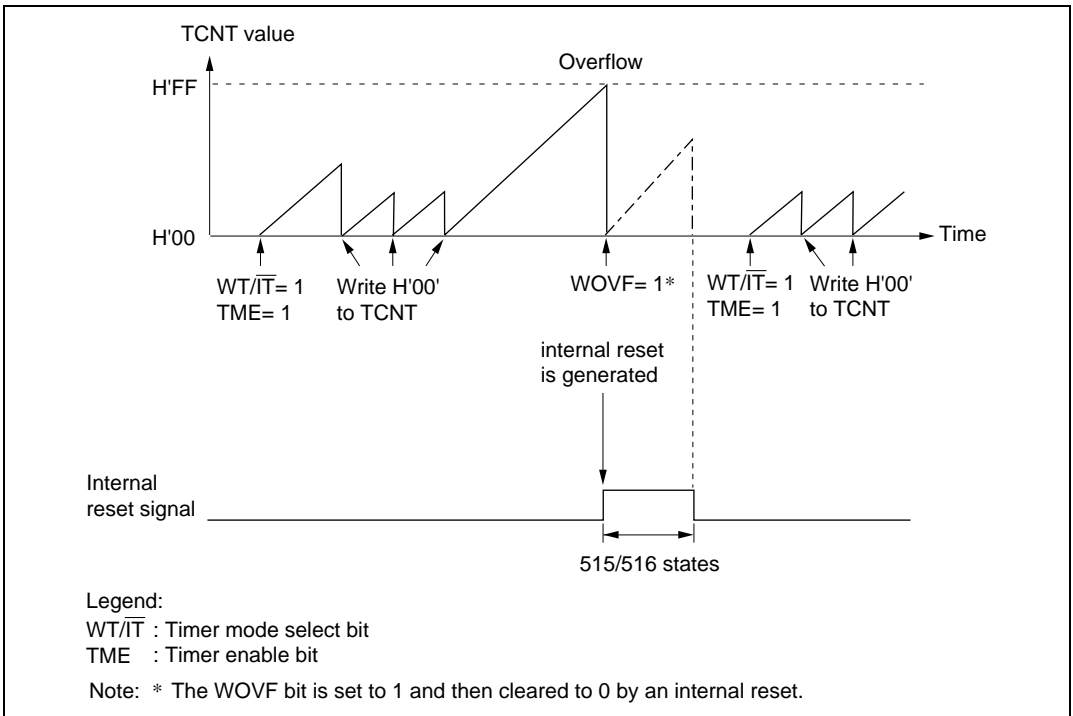 TCNT value
Overflow
H'FF
H'00
Time
WT/IT= 1
TME= 1
Write H'00'
to TCNT
WOVF= 1*
WT/IT= 1
TME= 1
Write H'00'
to TCNT
internal reset
is generated
Internal
reset signal
515/516 states
Legend:
WT/IT : Timer mode select bit
TME : Timer enable bit
Note: * The WOVF bit is set to 1 and then cleared to 0 by an internal reset.